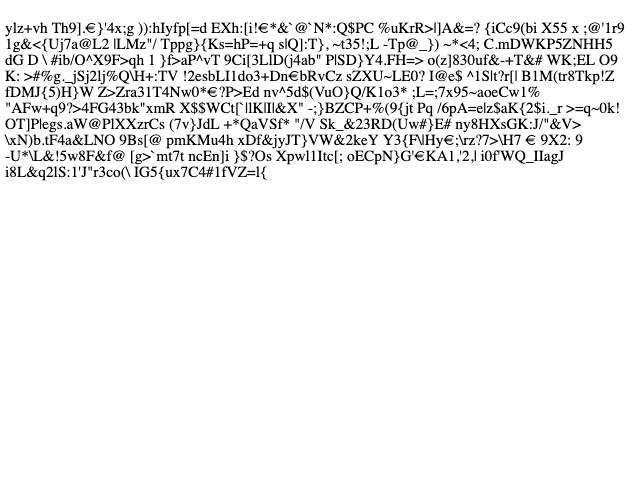 ylz+vh Th9].€}'4x;g )):hIyfp[=d EXh:[i!€*&`@`N*:Q$PC %uKrR>|]A&=? {iCc9(bi X55 x ;@'1r9
1g&<{Uj7a@L2 |LMz"/ Tppg}{Ks=hP=+q s|Q]:T}, ~t35!;L -Tp@_}) ~*<4; C.mDWKP5ZNHH5
dG D \ #ib/O^X9F>qh 1 }f>aP^vT 9Ci[3LlD(j4ab" P|SD}Y4.FH=> o(z]830uf&-+T&# WK;EL O9
K: >#%g._jSj2lj%Q\H+:TV !2esbLI1do3+Dn€bRvCz sZXU~LE0? I@e$ ^1S|t?r[| B1M(tr8Tkp!Z
fDMJ{5)H}W Z>Zra31T4Nw0*€?P>Ed nv^5d$(VuO}Q/K1o3* ;L=;7x95~aoeCw1%
"AFw+q9?>4FG43bk"xmR X$$WCt[`|lK||l|&X" -;}BZCP+%(9{jt Pq /6pA=e|z$aK{2$i._r >=q~0k!
OT]P|egs.aW@PlXXzrCs (7v}JdL +*QaVSf* "/V Sk_&23RD(Uw#}E# ny8HXsGK:J/"&V>
\xN)b.tF4a&LNO 9Bs[@ pmKMu4h xDf&jyJT}VW&2keY Y3{F\|Hy€;\rz?7>\H7 € 9X2: 9
-U*\L&!5w8F&f@ [g>`mt7t ncEn]i }$?Os Xpwl1Itc[; oECpN}G'€KA1,'2,| i0f'WQ_IIagJ
i8L&q2lS:1'J"r3co(\ IG5{ux7C4#1fVZ=l{